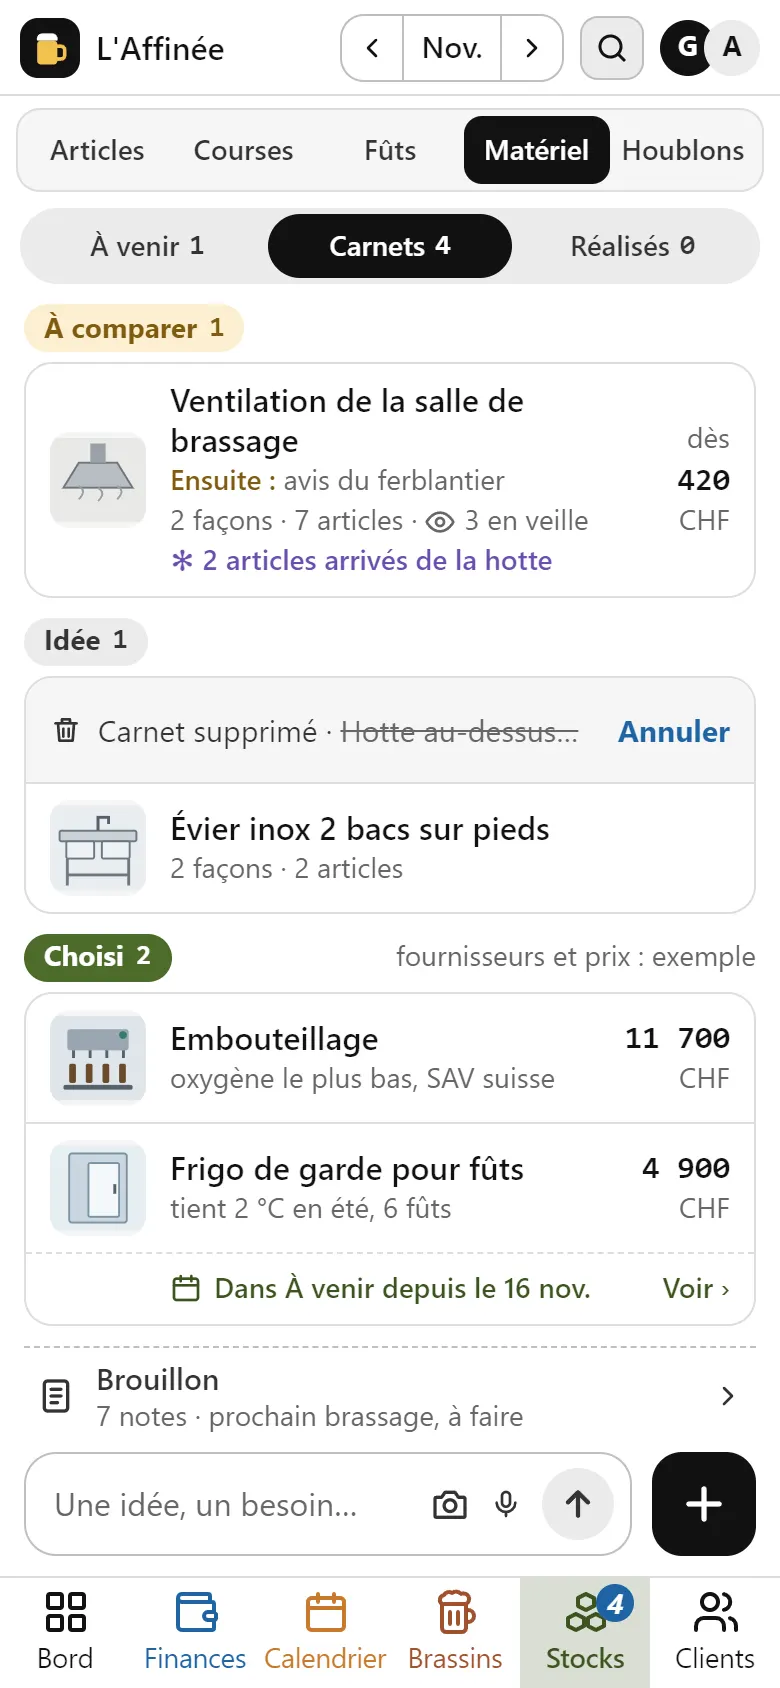 L'Affinée
Nov.
G A
Articles Courses Fûts Matériel Houblons
À venir 1 Carnets 4 Réalisés 0
À comparer 1
Ventilation de la salle de
brassage
dès
Ensuite : avis du ferblantier
420
2 façons · 7 articles · 3 en veille
CHF
2 articles arrivés de la hotte
Idée 1
Carnet supprimé · Hotte au-dessus... Annuler
Évier inox 2 bacs sur pieds
2 façons · 2 articles
Choisi 2 fournisseurs et prix : exemple
Embouteillage 11 700
oxygène le plus bas, SAV suisse CHF
Frigo de garde pour fûts 4 900
tient 2 °C en été, 6 fûts CHF
Dans À venir depuis le 16 nov. Voir ›
Brouillon
7 notes · prochain brassage, à faire
Une idée, un besoin...
4
Bord Finances Calendrier Brassins Stocks Clients